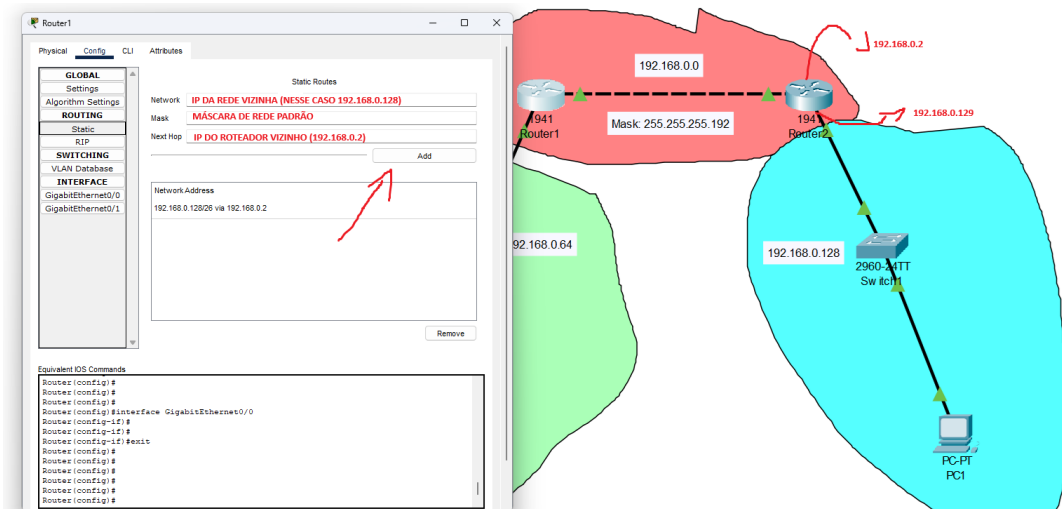 Router1
Physical Config CLI Attributes
GLOBAL
Settings
Algorithm Settings
ROUTING
Static
RIP
SWITCHING
VLAN Database
INTERFACE
GigabitEthernet0/0
GigabitEthernet0/1
Static Routes
Network IP DA REDE VIZINHA (NESSE CASO 192.168.0.128)
Mask MÁSCARA DE REDE PADRÃO
Next Hop IP DO ROTEADOR VIZINHO (192.168.0.2)
Add
Network Address
192.168.0.128/26 via 192.168.0.2
Remove
Equivalent IOS Commands
Router(config)#
Router(config)#
Router(config)#
Router(config)#interface GigabitEthernet0/0
Router(config-if)#
Router(config-if)#
Router(config-if)#exit
Router(config)#
Router(config)#
Router(config)#
Router(config)#
Router(config)#
192.168.0.0
Mask: 255.255.255.192
1941
Router1
192.168.0.2
192.168.0.129
1941
Router2
92.168.0.64
192.168.0.128
2960-24TT
Switch1
PC-PT
PC1